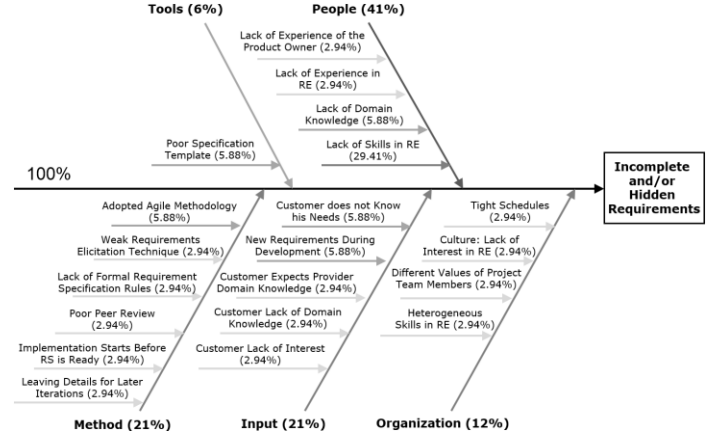 Tools (6%)
People (41%)
Lack of Experience of the
Product Owner (2.94%)
Lack of Experience in
RE (2.94%)
Lack of Domain
Knowledge (5.88%)
Poor Specification
Template (5.88%)
Lack of Skills in RE
(29.41%)
100%
Incomplete
and/or
Hidden
Requirements
Adopted Agile Methodology
(5.88%)
Weak Requirements
Elicitation Technique (2.94%)
Lack of Formal Requirement
Specification Rules (2.94%)
Poor Peer Review
(2.94%)
Implementation Starts Before
RS is Ready (2.94%)
Leaving Details for Later
Iterations (2.94%)
Customer does not Know
his Needs (5.88%)
New Requirements During
Development (5.88%)
Customer Expects Provider
Domain Knowledge (2.94%)
Customer Lack of Domain
Knowledge (2.94%)
Customer Lack of Interest
(2.94%)
Tight Schedules
(2.94%)
Culture: Lack of
Interest in RE (2.94%)
Different Values of Project
Team Members (2.94%)
Heterogeneous
Skills in RE (2.94%)
Method (21%)
Input (21%)
Organization (12%)